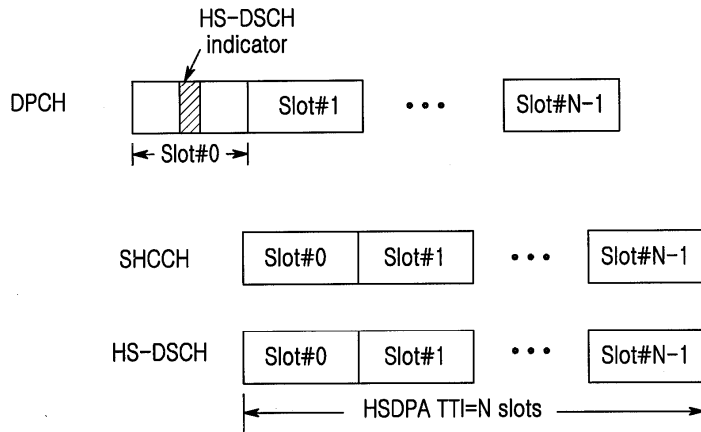 HS-DSCH
indicator
DPCH
Slot#1
•••
Slot#N-1
Slot#0
SHCCH
Slot#0
Slot#1
•••
Slot#N-1
HS-DSCH
Slot#0
Slot#1
•••
Slot#N-1
HSDPA TTI=N slots